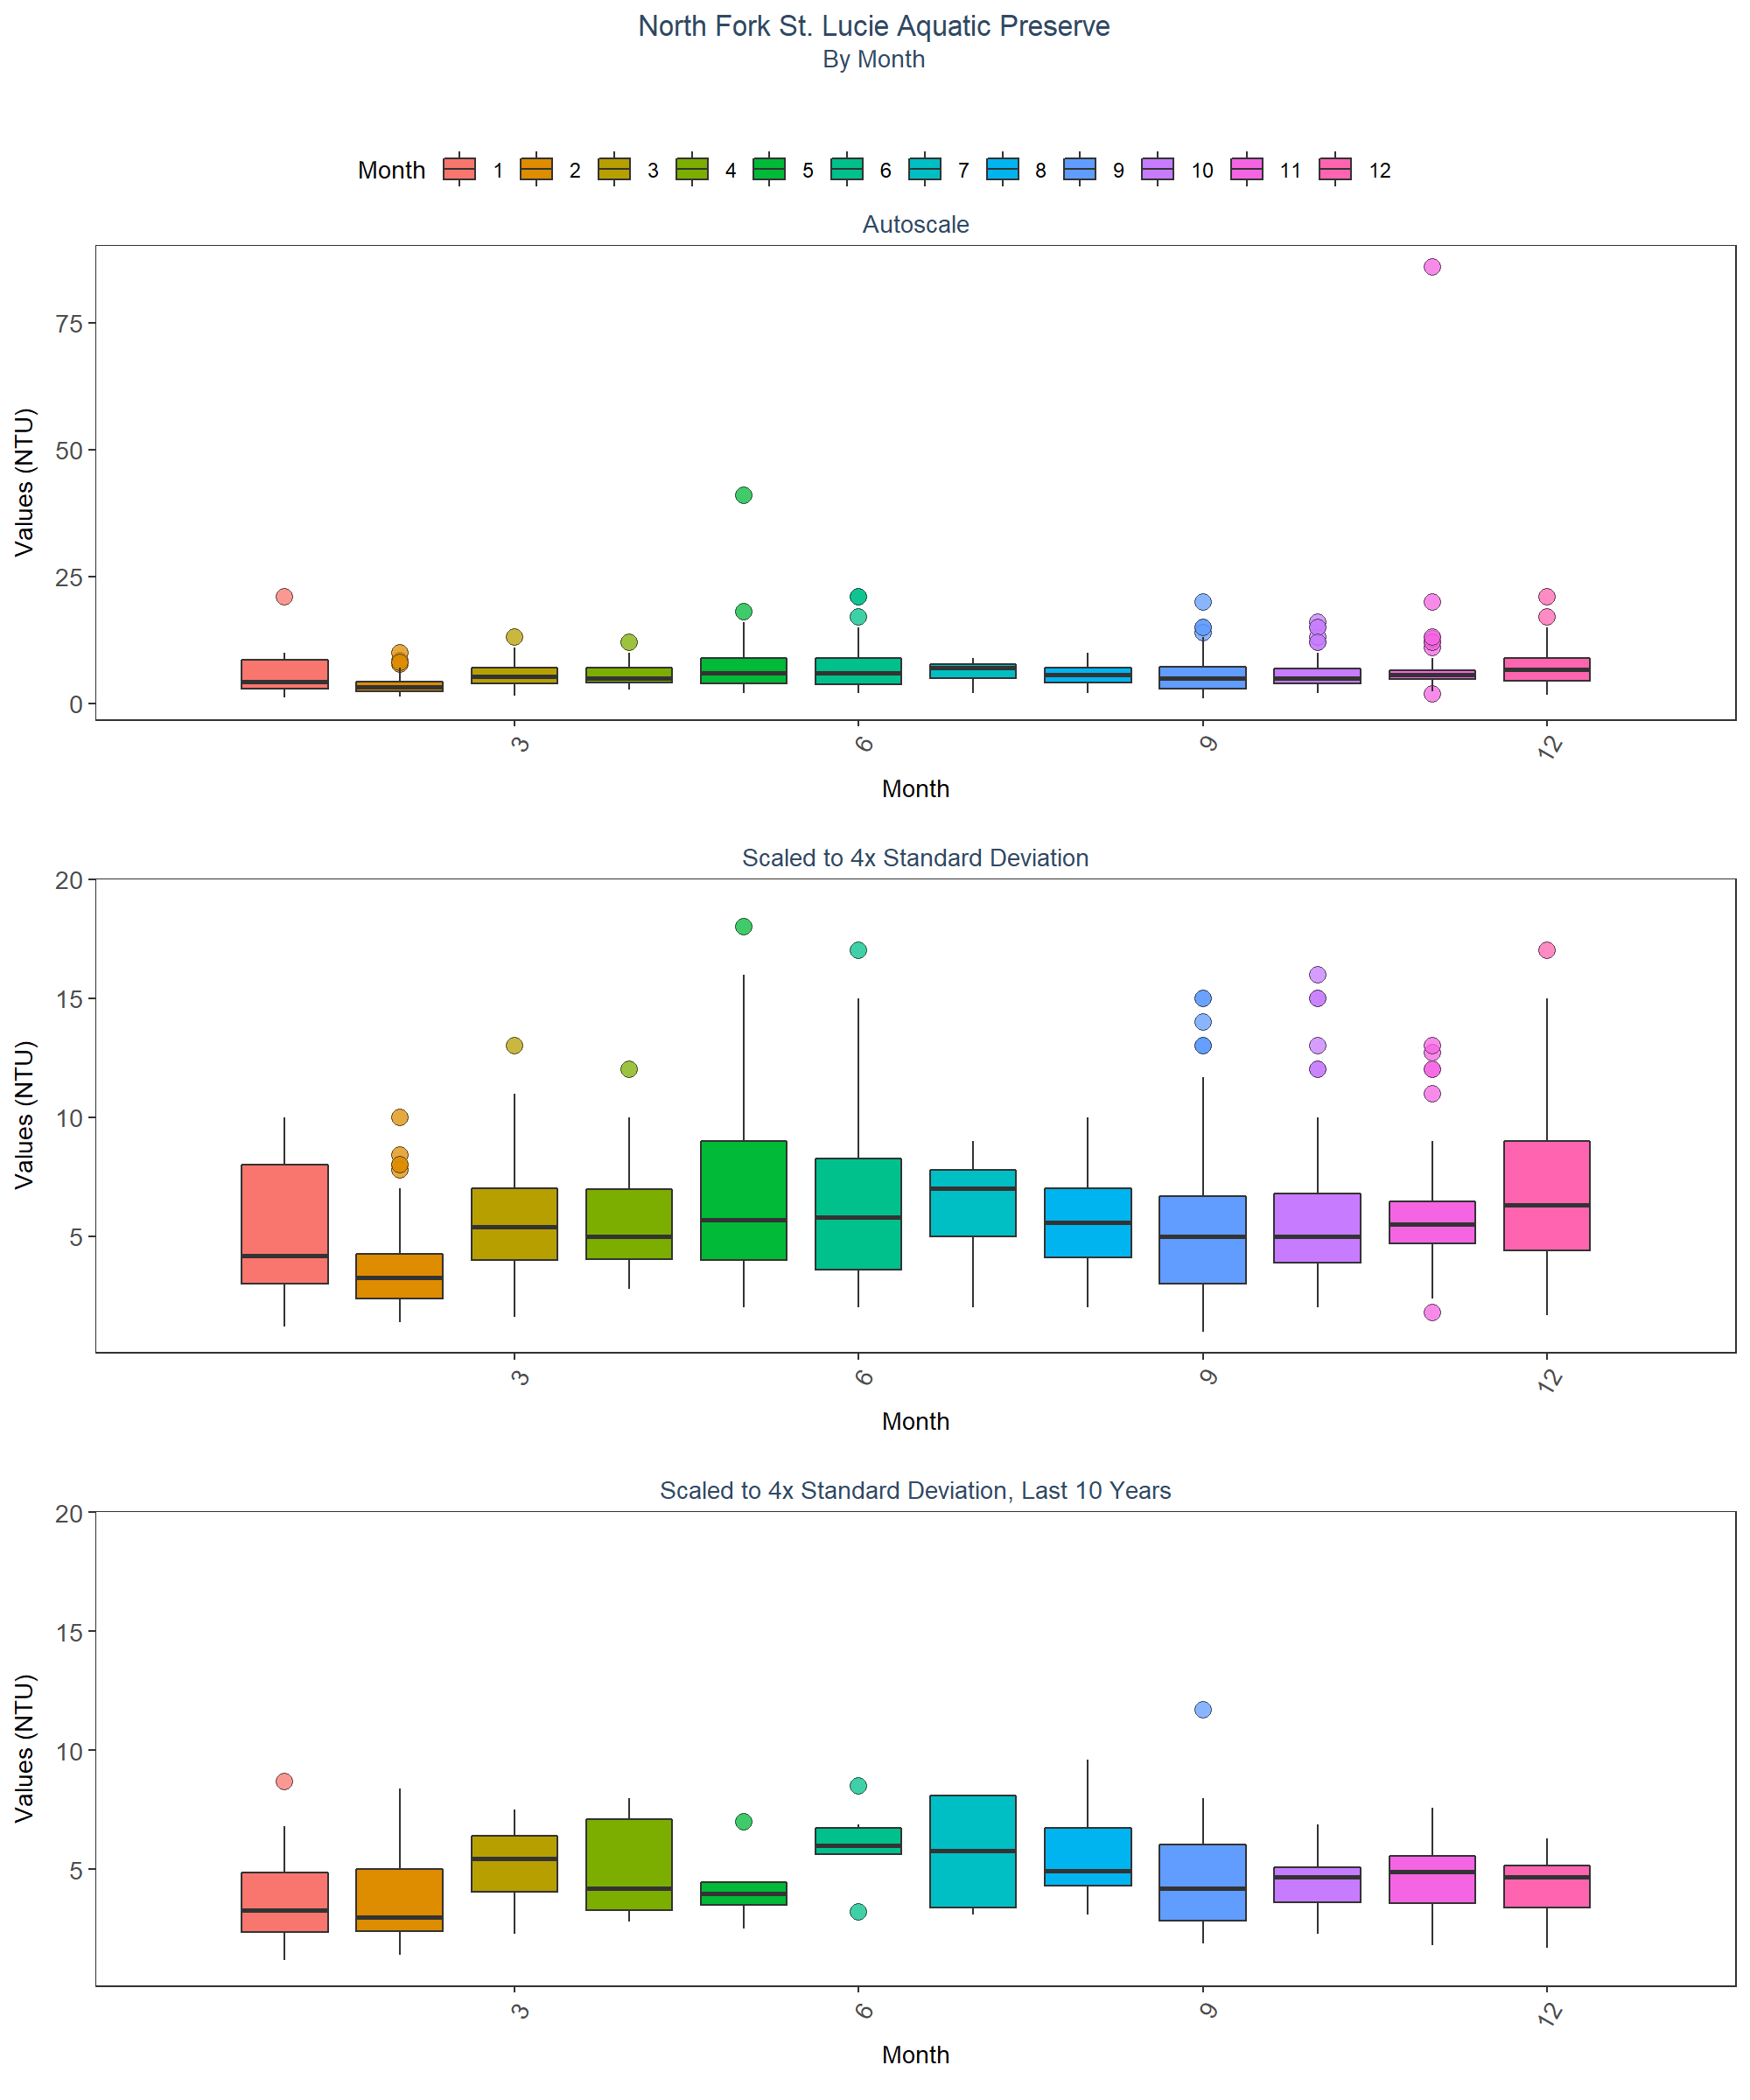 North Fork St. Lucie Aquatic Preserve
By Month
Month 1 2 3 4 5 6 7 8 9 10 11 12
Autoscale
Values (NTU)
75
50
25
0
3 6 9 12
Month
Scaled to 4x Standard Deviation
Values (NTU)
20
15
10
5
3 6 9 12
Month
Scaled to 4x Standard Deviation, Last 10 Years
Values (NTU)
20
15
10
5
3 6 9 12
Month